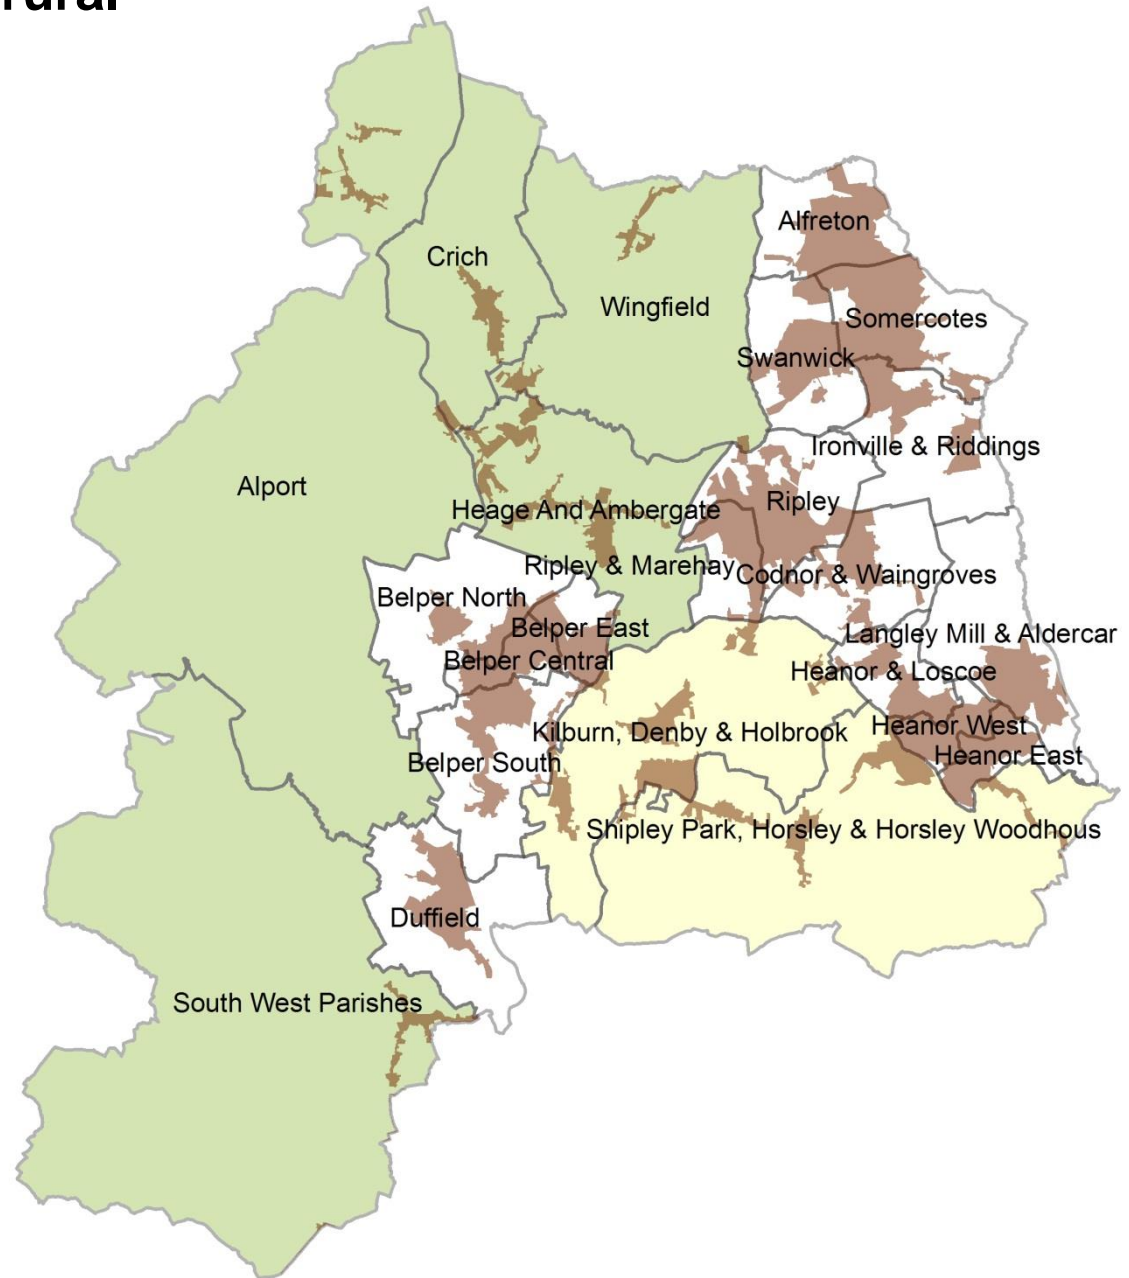 rural
Alfreton
Crich
Wingfield
Somercotes
Swanwick
Ironville & Riddings
Alport
Ripley
Heage And Ambergate
Ripley & Marehay
Codnor & Waingroves
Belper North
Belper East
Langley Mill & Aldercar
Belper Central
Heanor & Loscoe
Heanor West
Kilburn, Denby & Holbrook
Heanor East
Belper South
Shipley Park, Horsley & Horsley Woodhous
Duffield
South West Parishes